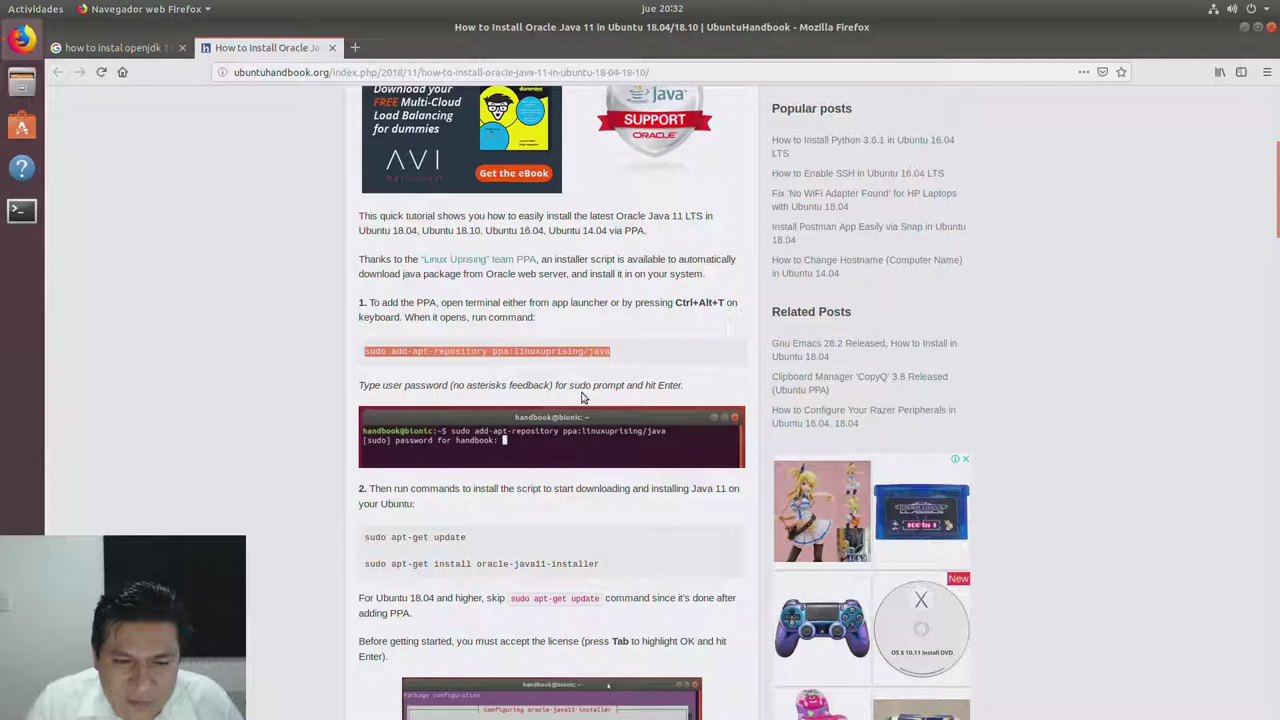 Actividades
Navegador web Firefox
jue 20:32
How to Install Oracle Java 11 in Ubuntu 18.04/18.10 | UbuntuHandbook - Mozilla Firefox
how to instal openjdk 1
How to Install Oracle Ja
ubuntuhandbook.org/index.php/2018/11/how-to-install-oracle-java-11-in-ubuntu-18-04-18-10/
Download your
FREE Multi-Cloud
Load Balancing
for dummies
dummies
AVI
Get the eBook
Java
SUPPORT
ORACLE
This quick tutorial shows you how to easily install the latest Oracle Java 11 LTS in
Ubuntu 18.04, Ubuntu 18.10. Ubuntu 16.04, Ubuntu 14.04 via PPA.
Thanks to the “Linux Uprising” team PPA, an installer script is available to automatically
download java package from Oracle web server, and install it in on your system.
1. To add the PPA, open terminal either from app launcher or by pressing Ctrl+Alt+T on
keyboard. When it opens, run command:
sudo add-apt-repository ppa:linuxuprising/java
Type user password (no asterisks feedback) for sudo prompt and hit Enter.
handbook@bionic: ~
handbook@bionic:~$ sudo add-apt-repository ppa:linuxuprising/java
[sudo] password for handbook:
2. Then run commands to install the script to start downloading and installing Java 11 on
your Ubuntu:
sudo apt-get update
sudo apt-get install oracle-java11-installer
For Ubuntu 18.04 and higher, skip sudo apt-get update command since it's done after
adding PPA.
Before getting started, you must accept the license (press Tab to highlight OK and hit
Enter).
handbook@bionic: ~
Package configuration
Configuring oracle-java11-installer
Popular posts
How to Install Python 3.6.1 in Ubuntu 16.04
LTS
How to Enable SSH in Ubuntu 16.04 LTS
Fix 'No WiFi Adapter Found' for HP Laptops
with Ubuntu 18.04
Install Postman App Easily via Snap in Ubuntu
18.04
How to Change Hostname (Computer Name)
in Ubuntu 14.04
Related Posts
Gnu Emacs 26.2 Released, How to Install in
Ubuntu 18.04
Clipboard Manager 'CopyQ' 3.8 Released
(Ubuntu PPA)
How to Configure Your Razer Peripherals in
Ubuntu 16.04, 18.04
New
X
OS X 10.11 Install DVD